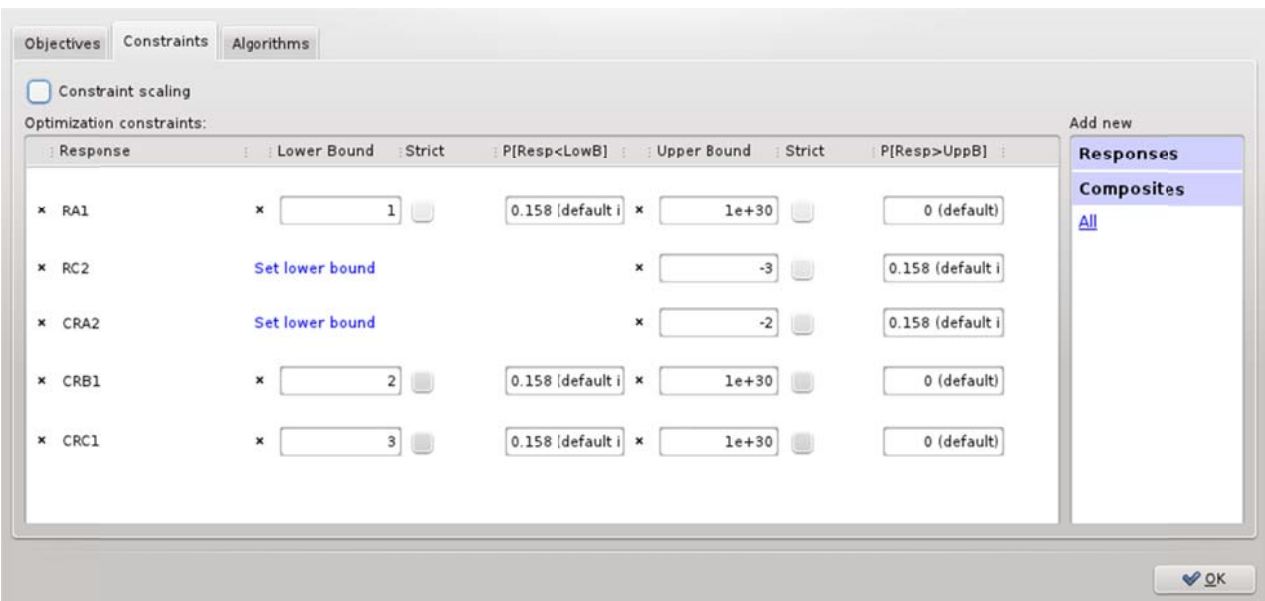 Objectives Constraints Algorithms
Constraint scaling
Optimization constraints: Add new
Response Lower Bound Strict P[Resp<LowB] Upper Bound Strict P[Resp>UppB] Responses
Composites
× RA1 × 1 0.158 (default i × 1e+30 0 (default)
All
× RC2 Set lower bound × -3 0.158 (default i
× CRA2 Set lower bound × -2 0.158 (default i
× CRB1 × 2 0.158 (default i × 1e+30 0 (default)
× CRC1 × 3 0.158 (default i × 1e+30 0 (default)
OK